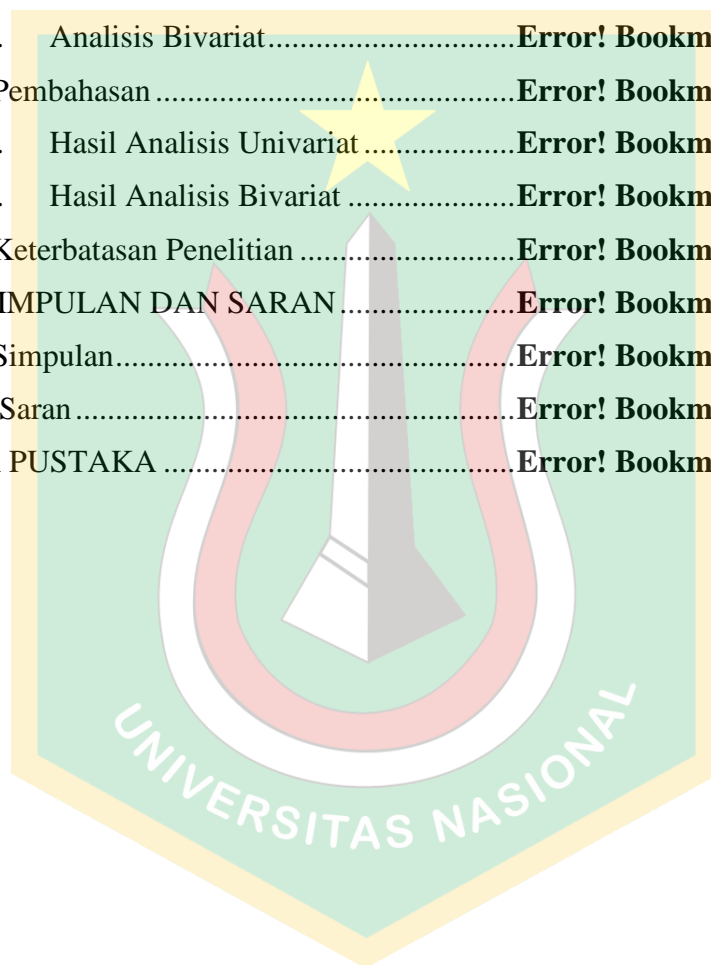 . Analisis Bivariat........................................Error! Bookm
Pembahasan ..................................................Error! Bookm
. Hasil Analisis Univariat ...................Error! Bookm
. Hasil Analisis Bivariat .....................Error! Bookm
Keterbatasan Penelitian ...........................Error! Bookm
IMPULAN DAN SARAN......................Error! Bookm
Simpulan.....................................................Error! Bookm
Saran ...........................................................Error! Bookm
PUSTAKA ..............................................Error! Bookm
UNIVERSITAS NASIONAL